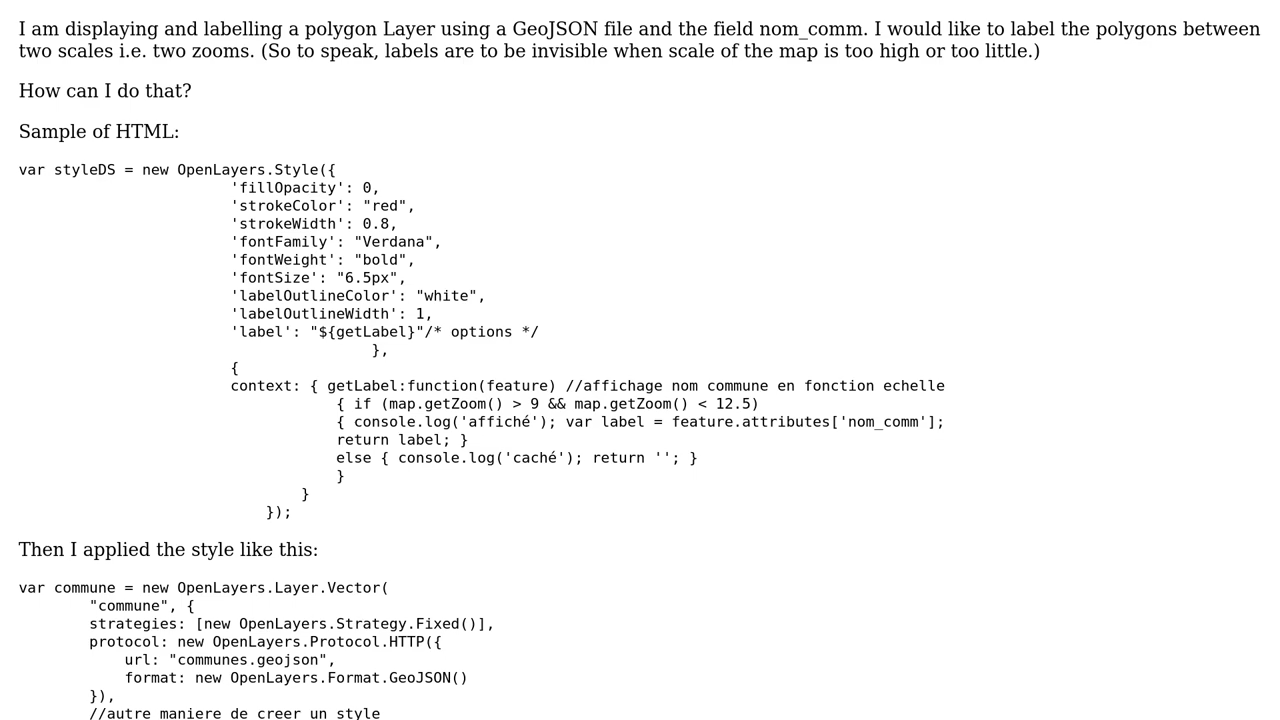 I am displaying and labelling a polygon Layer using a GeoJSON file and the field nom_comm. I would like to label the polygons between
two scales i.e. two zooms. (So to speak, labels are to be invisible when scale of the map is too high or too little.)
How can I do that?
Sample of HTML:
var styleDS = new OpenLayers.Style({
'fillOpacity': 0,
'strokeColor': "red",
'strokeWidth': 0.8,
'fontFamily': "Verdana",
'fontWeight': "bold",
'fontSize': "6.5px",
'labelOutlineColor': "white",
'labelOutlineWidth': 1,
'label': "${getLabel}"/* options */
},
{
context: { getLabel:function(feature) //affichage nom commune en fonction echelle
{ if (map.getZoom() > 9 && map.getZoom() < 12.5)
{ console.log('affiché'); var label = feature.attributes['nom_comm'];
return label; }
else { console.log('caché'); return ''; }
}
}
});
Then I applied the style like this:
var commune = new OpenLayers.Layer.Vector(
"commune", {
strategies: [new OpenLayers.Strategy.Fixed()],
protocol: new OpenLayers.Protocol.HTTP({
url: "communes.geojson",
format: new OpenLayers.Format.GeoJSON()
}),
//autre maniere de creer un style